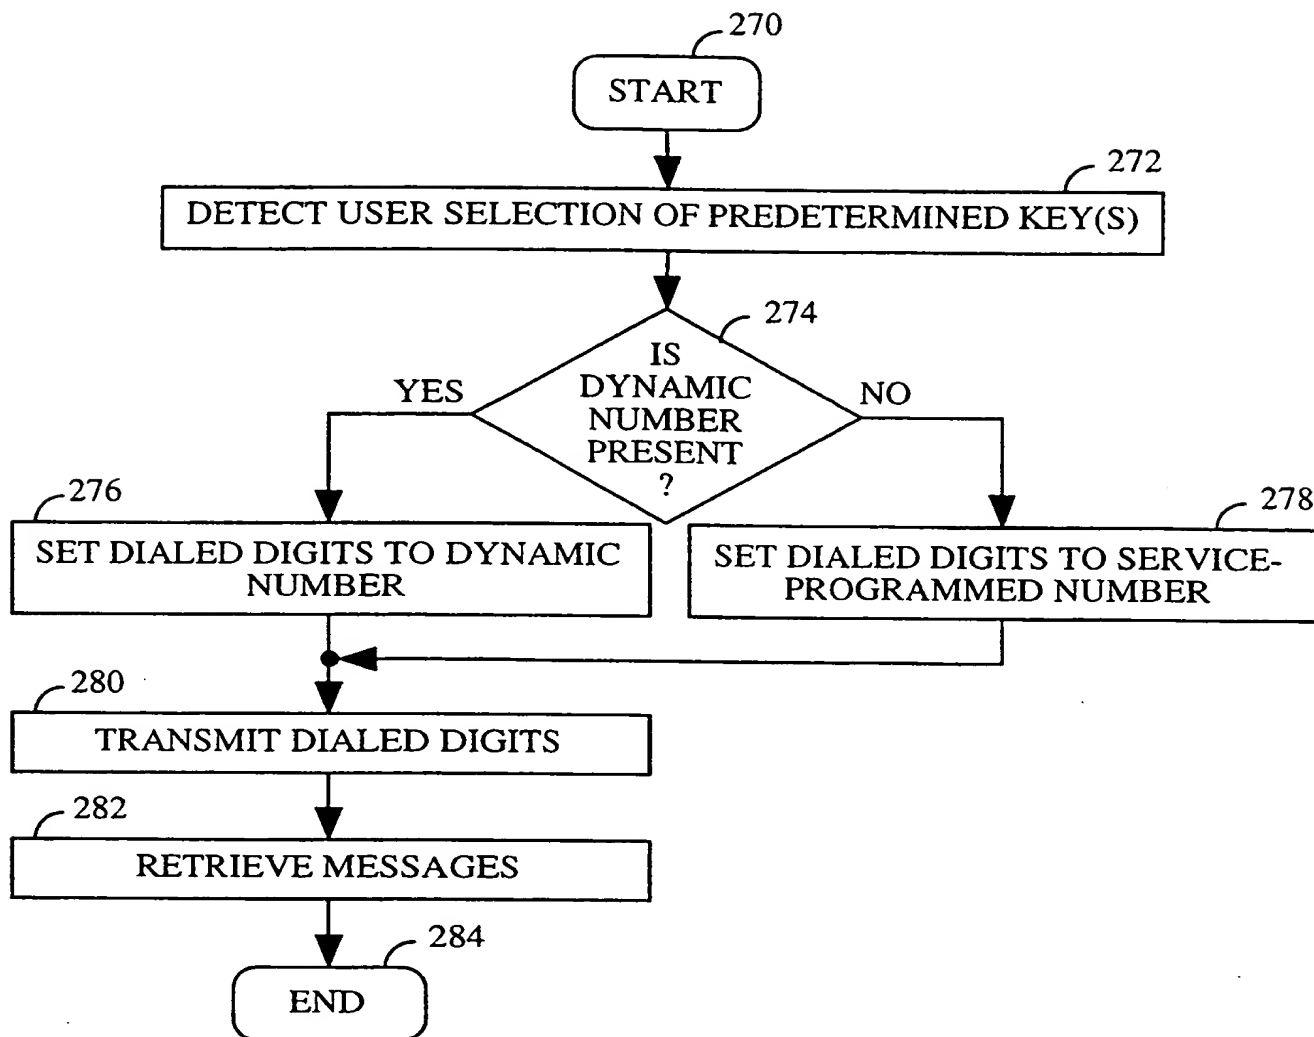 270
START
272
DETECT USER SELECTION OF PREDETERMINED KEY(S)
274
IS
DYNAMIC
NUMBER
PRESENT
?
YES
NO
276
SET DIALED DIGITS TO DYNAMIC
NUMBER
278
SET DIALED DIGITS TO SERVICE-
PROGRAMMED NUMBER
280
TRANSMIT DIALED DIGITS
282
RETRIEVE MESSAGES
284
END